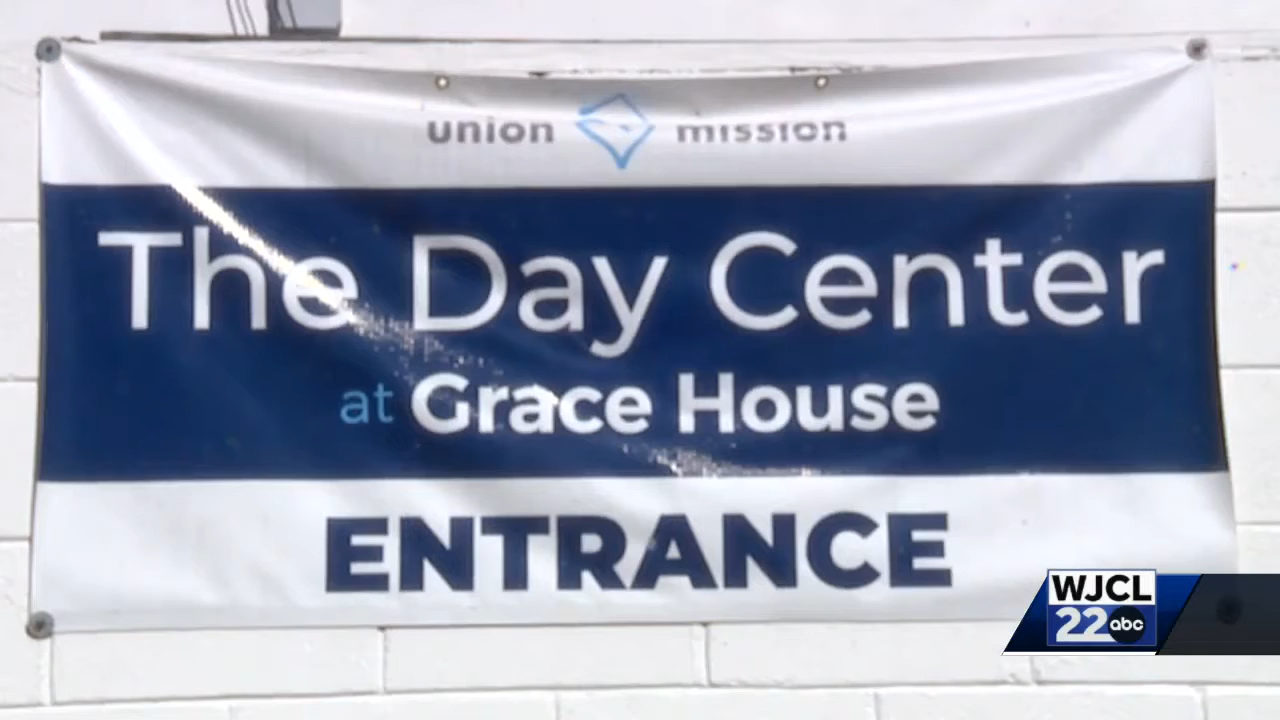 union mission
The Day Center
at Grace House
ENTRANCE
WJCL
22 abc